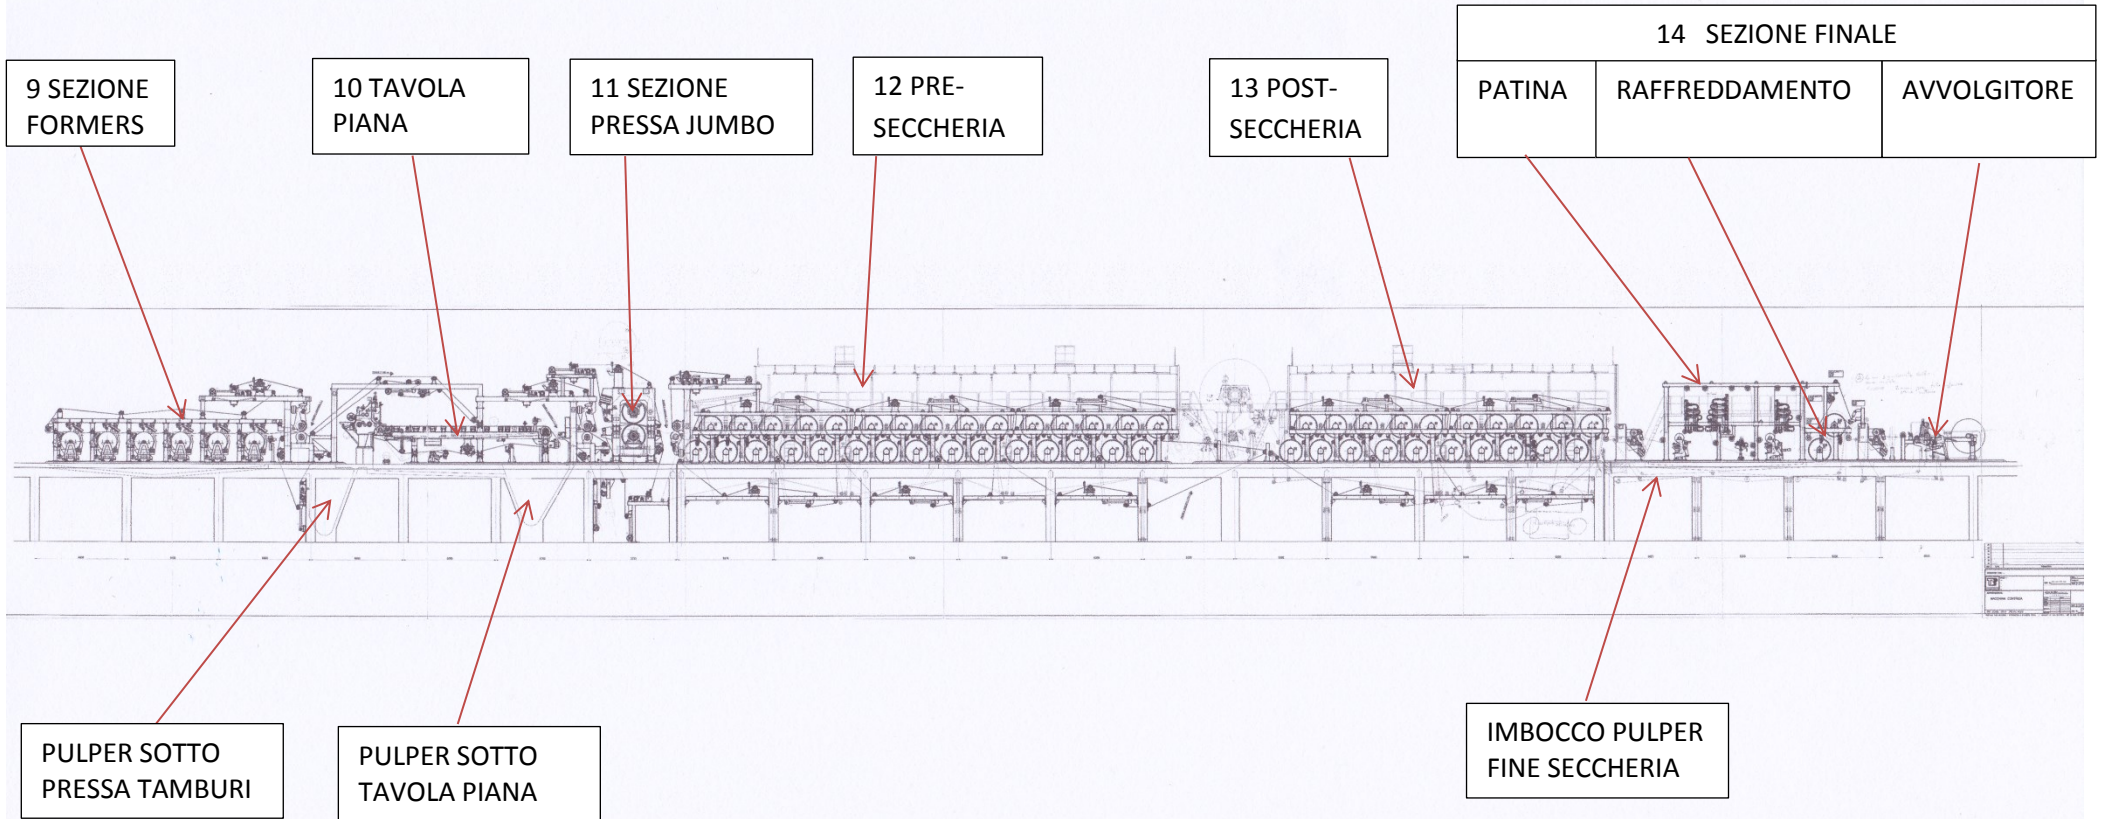 14 SEZIONE FINALE
9 SEZIONE
FORMERS
10 TAVOLA
PIANA
11 SEZIONE
PRESSA JUMBO
12 PRE-
SECCHERIA
13 POST-
SECCHERIA
PATINA
RAFFREDDAMENTO
AVVOLGITORE
PULPER SOTTO
PRESSA TAMBURI
PULPER SOTTO
TAVOLA PIANA
IMBOCCO PULPER
FINE SECCHERIA